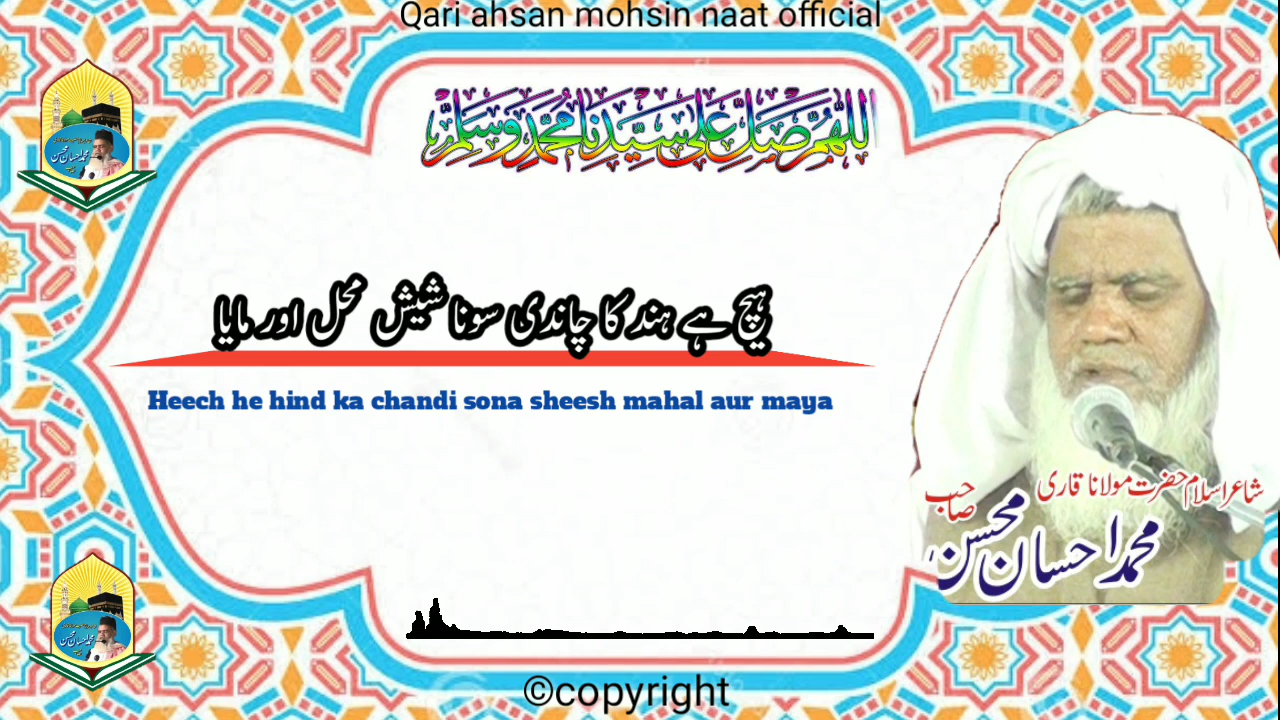 Qari ahsan mohsin naat official
اللهم صل على سيدنا محمد وسلم
ہیچ ہے ہند کا چاندی سونا شیش محل اور مایا
Heech he hind ka chandi sona sheesh mahal aur maya
شاعر اسلام حضرت مولانا قاری
محمد احسان محسن صاحب
©copyright